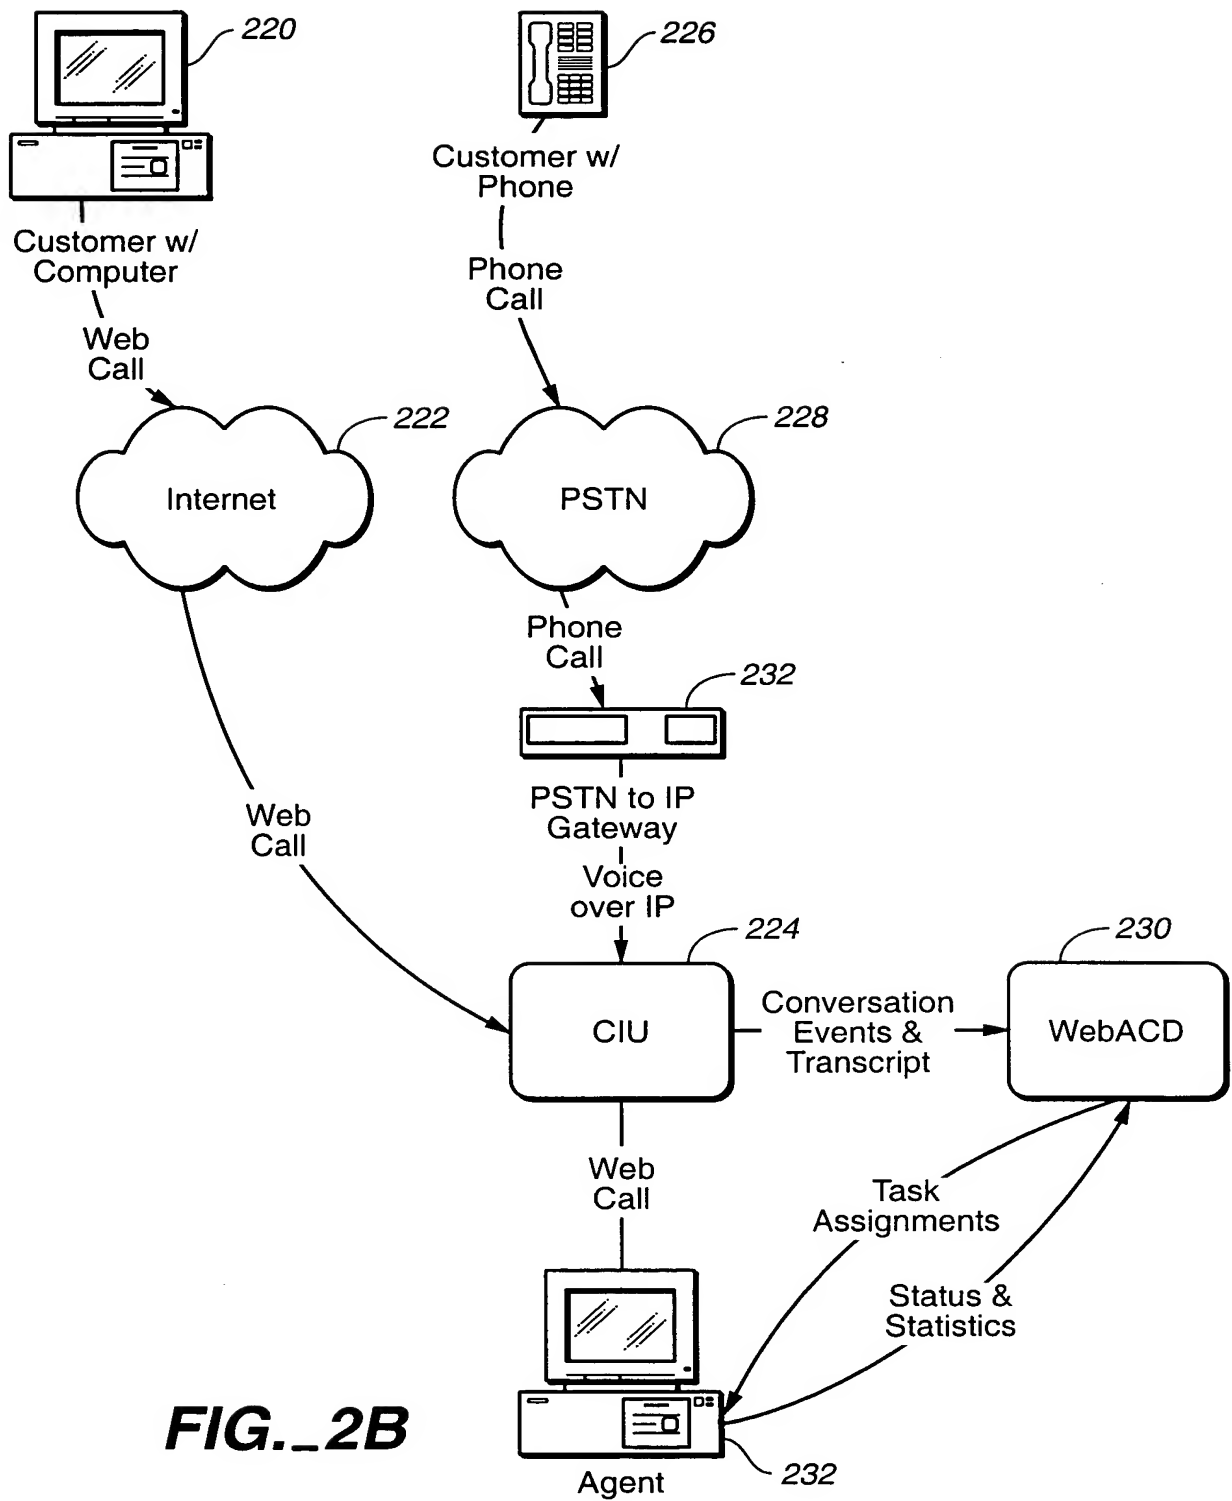 220
226
Customer w/
Phone
Customer w/
Computer
Phone
Call
Web
Call
222
228
Internet
PSTN
Phone
Call
232
PSTN to IP
Gateway
Web
Call
Voice
over IP
224
230
CIU
Conversation
Events &
Transcript
WebACD
Web
Call
Task
Assignments
Status &
Statistics
FIG._2B
232
Agent